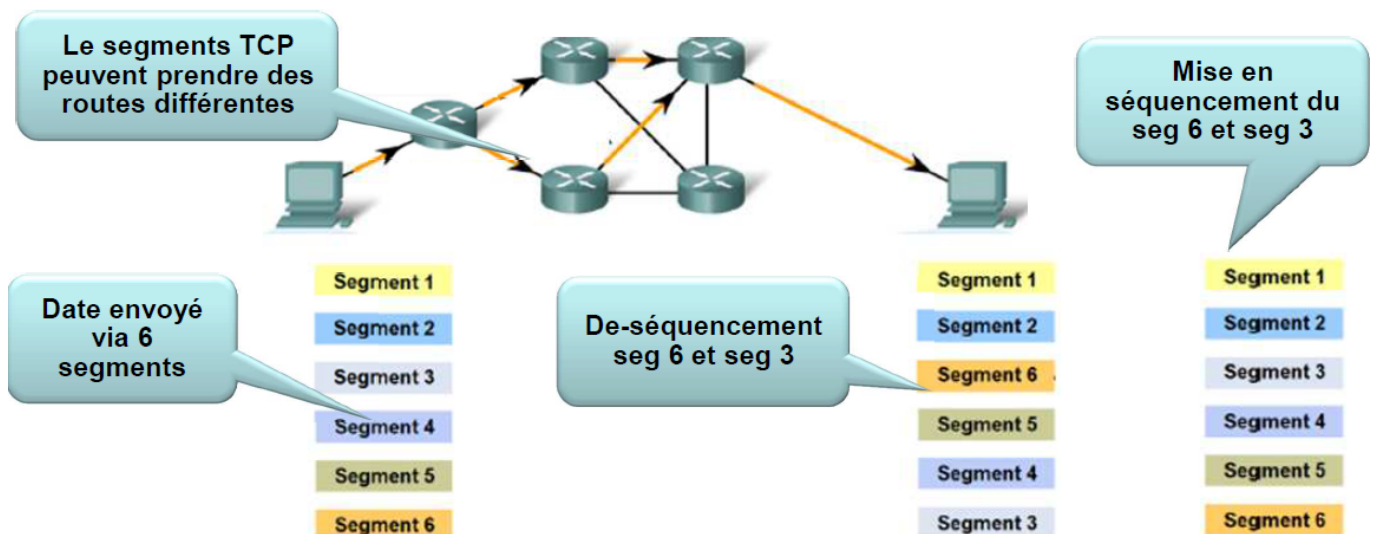 Le segments TCP
peuvent prendre des
routes différentes
Mise en
séquencement du
seg 6 et seg 3
Date envoyé
via 6
segments
Segment 1
Segment 2
Segment 3
Segment 4
Segment 5
Segment 6
De-séquencement
seg 6 et seg 3
Segment 1
Segment 2
Segment 6
Segment 5
Segment 4
Segment 3
Segment 1
Segment 2
Segment 3
Segment 4
Segment 5
Segment 6